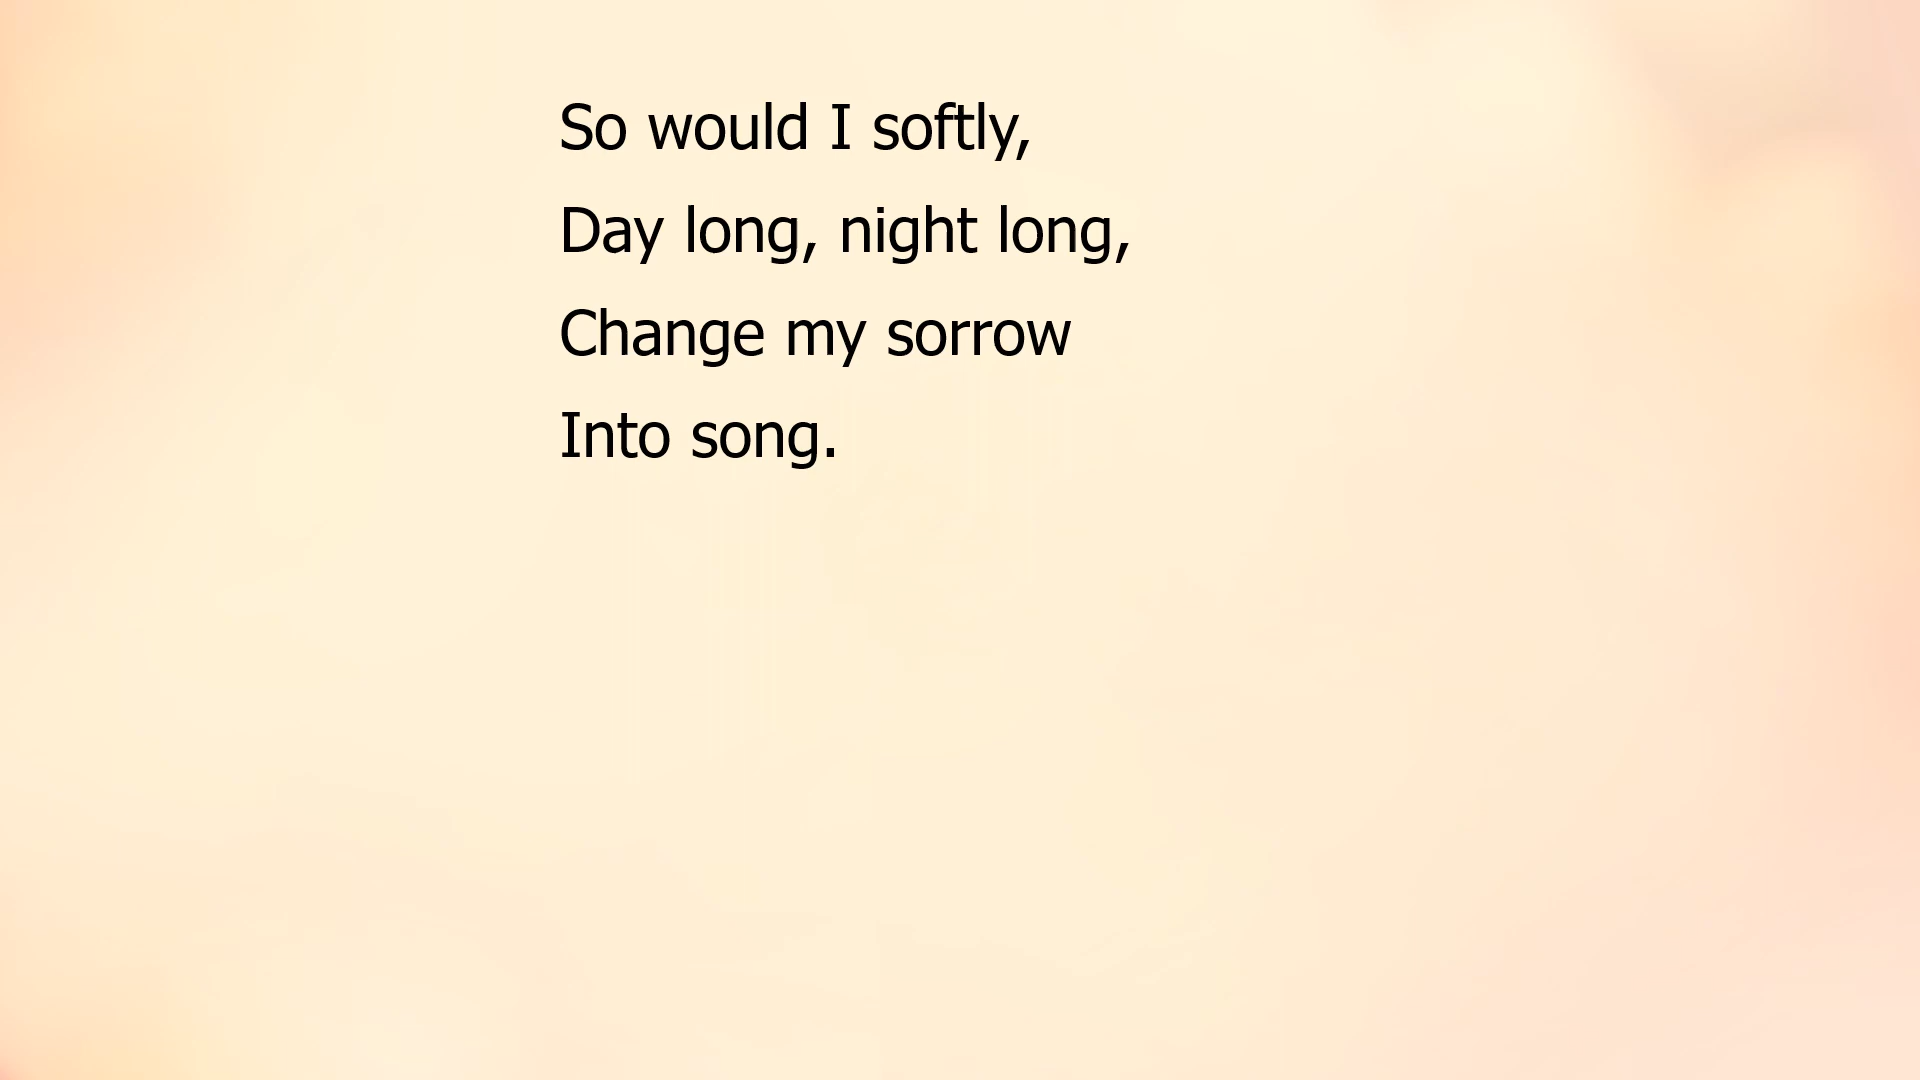 So would I softly,
Day long, night long,
Change my sorrow
Into song.